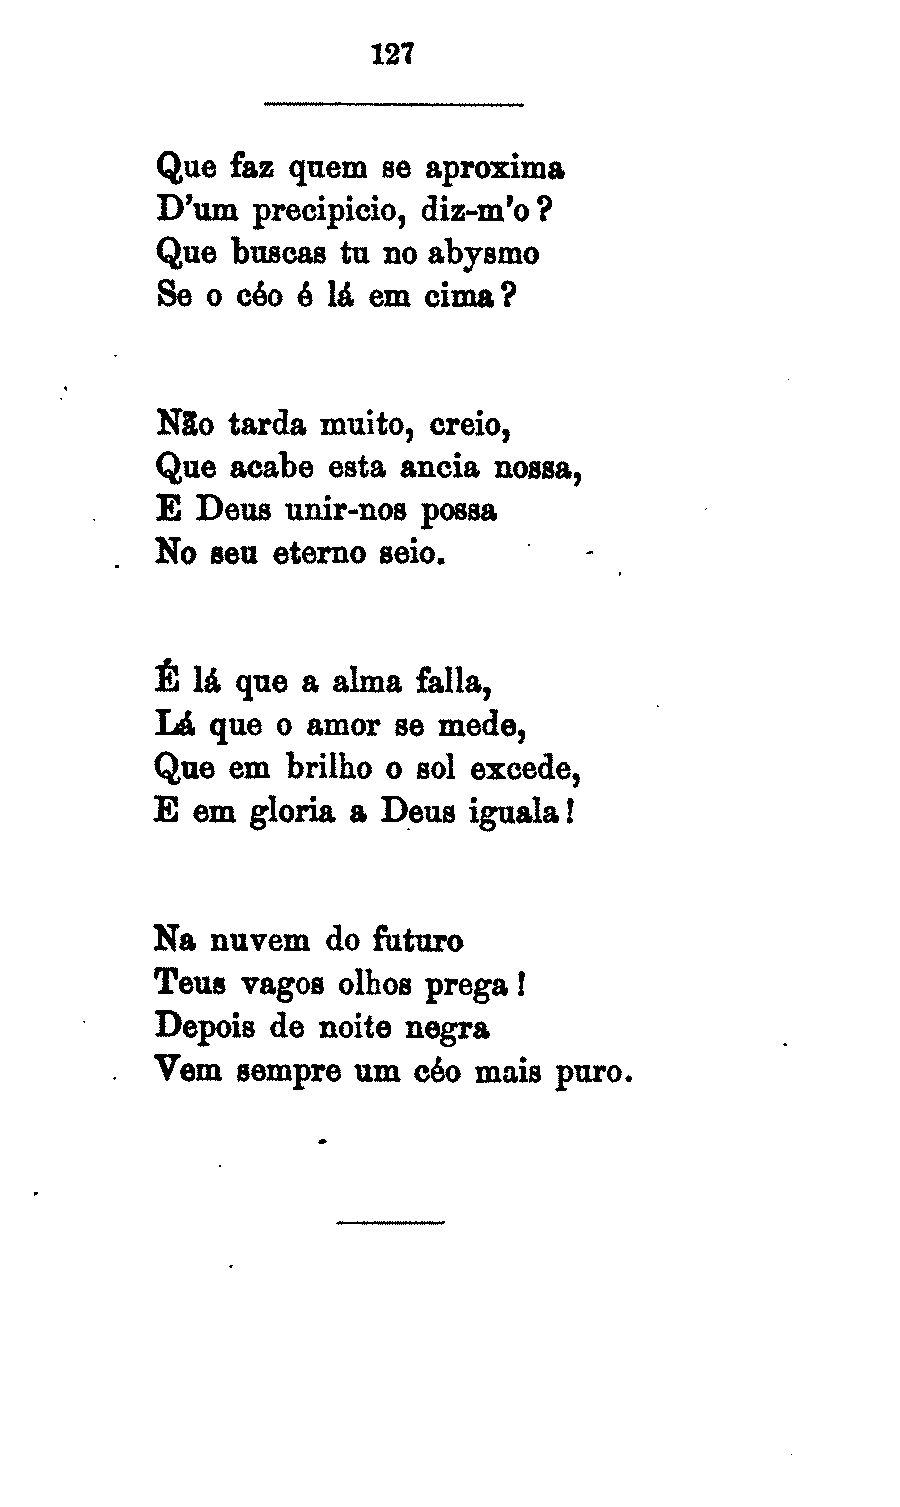 127
Que faz quem se aproxima
D'um precipicio, diz-m'o?
Que buscas tu no abysmo
Se o céo é lá em cima?
Não tarda muito, creio,
Que acabe esta ancia nossa,
E Deus unir-nos possa
No seu eterno seio.
É lá que a alma falla,
Lá que o amor se mede,
Que em brilho o sol excede,
E em gloria a Deus iguala!
Na nuvem do futuro
Teus vagos olhos prega!
Depois de noite negra
Vem sempre um céo mais puro.